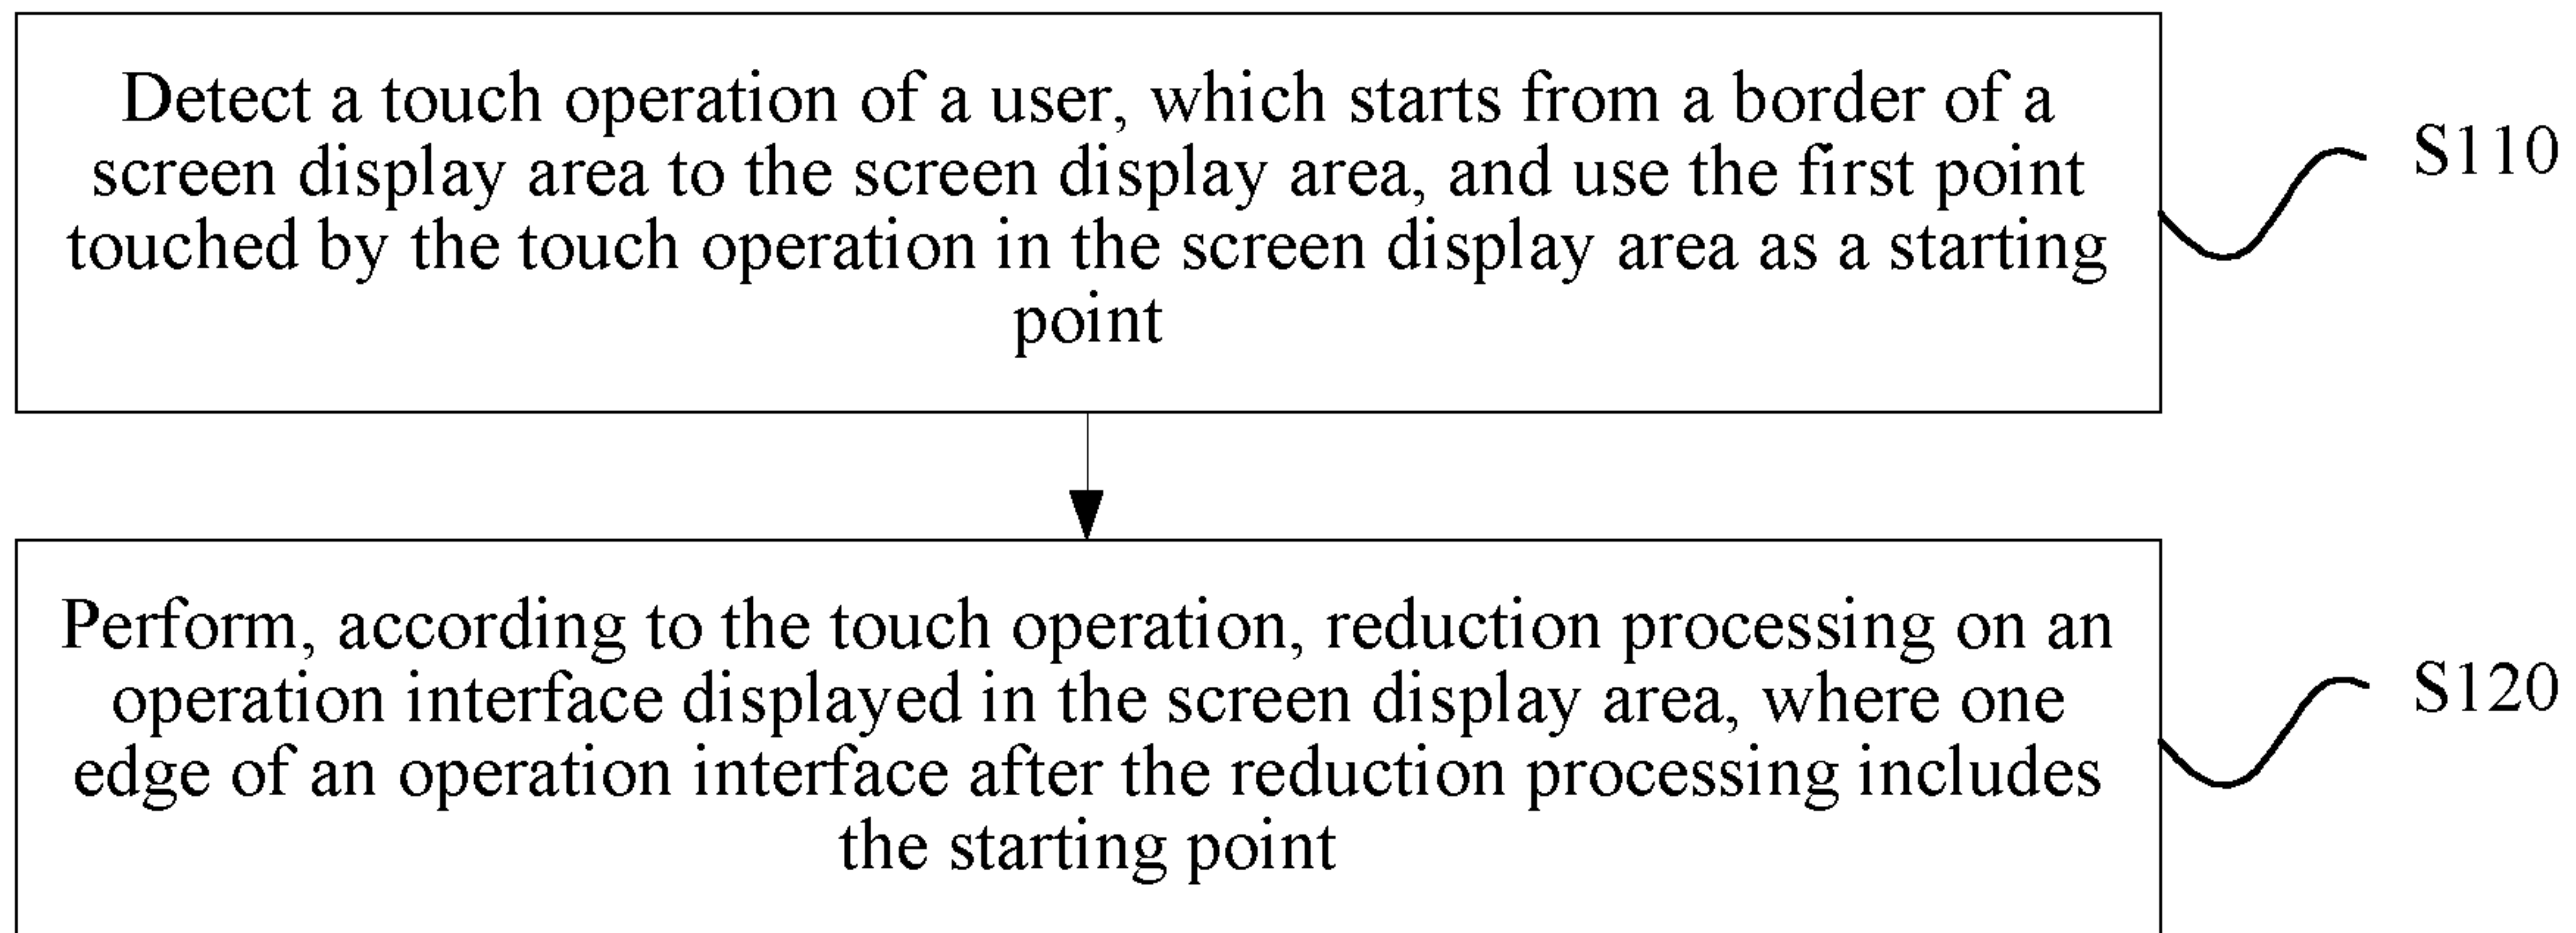 Detect a touch operation of a user, which starts from a border of a
screen display area to the screen display area, and use the first point
touched by the touch operation in the screen display area as a starting
point
S110
Perform, according to the touch operation, reduction processing on an
operation interface displayed in the screen display area, where one
edge of an operation interface after the reduction processing includes
the starting point
S120